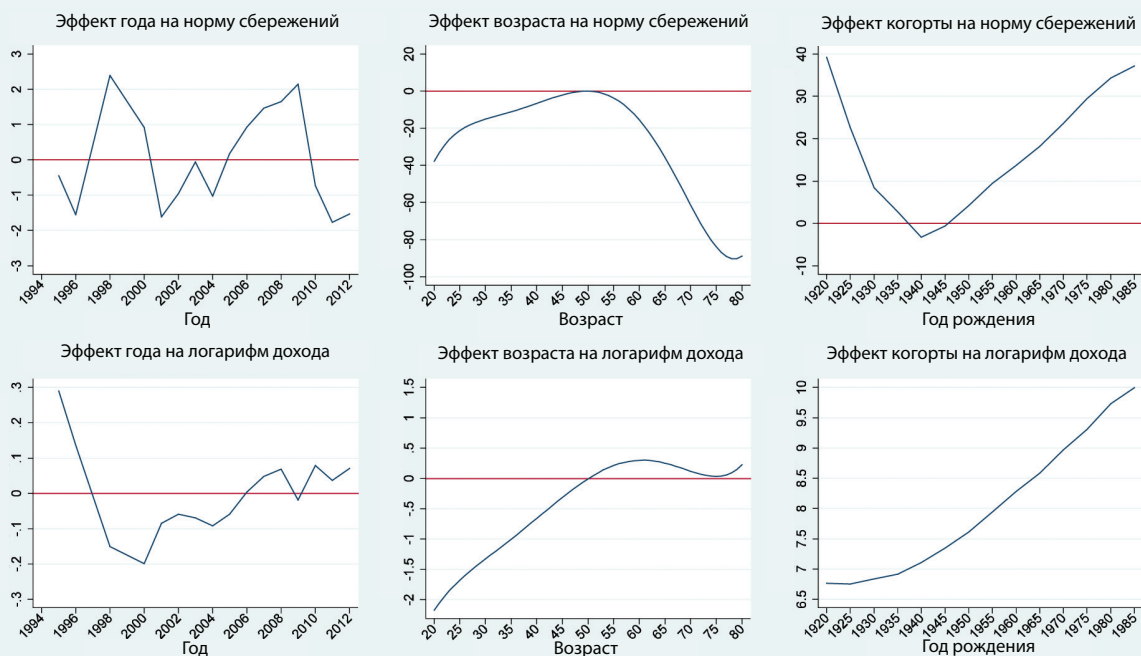 Эффект года на норму сбережений
3
2
1
0
-1
-2
-3
1994 1996 1998 2000 2002 2004 2006 2008 2010 2012
Год
Эффект возраста на норму сбережений
0
-20
-40
-60
-80
-100
20 25 30 35 40 45 50 55 60 65 70 75 80
Возраст
Эффект когорты на норму сбережений
40
30
20
10
0
-10
1920 1925 1930 1935 1940 1945 1950 1955 1960 1965 1970 1975 1980 1985
Год рождения
Эффект года на логарифм дохода
.3
.2
.1
0
-.1
-.2
-.3
1994 1996 1998 2000 2002 2004 2006 2008 2010 2012
Год
Эффект возраста на логарифм дохода
1.5
1
.5
0
-.5
-1
-1.5
-2
20 25 30 35 40 45 50 55 60 65 70 75 80
Возраст
Эффект когорты на логарифм дохода
10
9.5
9
8.5
8
7.5
7
6.5
1920 1925 1930 1935 1940 1945 1950 1955 1960 1965 1970 1975 1980 1985
Год рождения